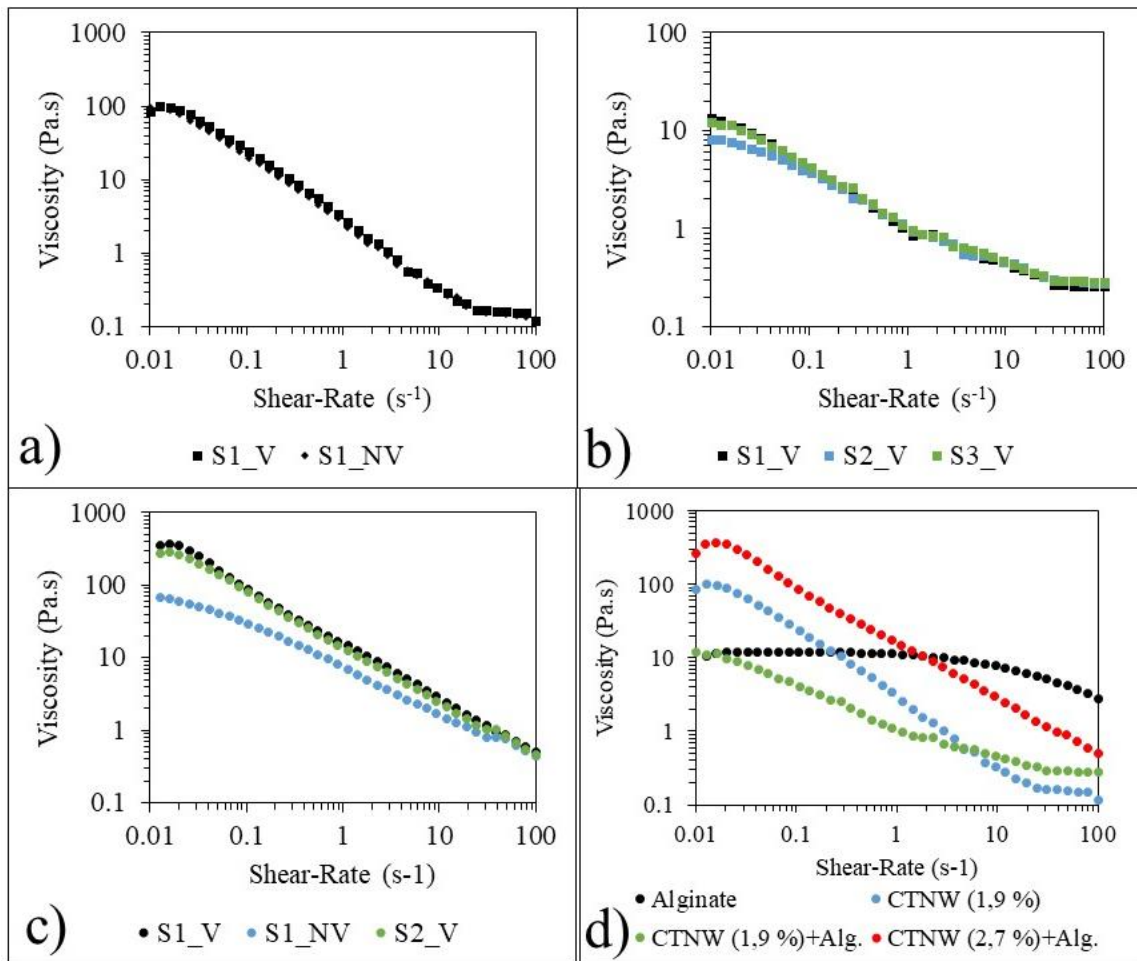 1000
100
10
1
0.1
Viscosity (Pa.s)
0.01 0.1 1 10 100
Shear-Rate (s⁻¹)
a)
S1_V S1_NV
100
10
1
0.1
Viscosity (Pa.s)
0.01 0.1 1 10 100
Shear-Rate (s⁻¹)
b)
S1_V S2_V S3_V
1000
100
10
1
0.1
Viscosity (Pa.s)
0.01 0.1 1 10 100
Shear-Rate (s-1)
c)
S1_V S1_NV S2_V
1000
100
10
1
0.1
Viscosity (Pa.s)
0.01 0.1 1 10 100
Shear-Rate (s-1)
d)
Alginate CTNW (1,9 %)
CTNW (1,9 %)+Alg. CTNW (2,7 %)+Alg.